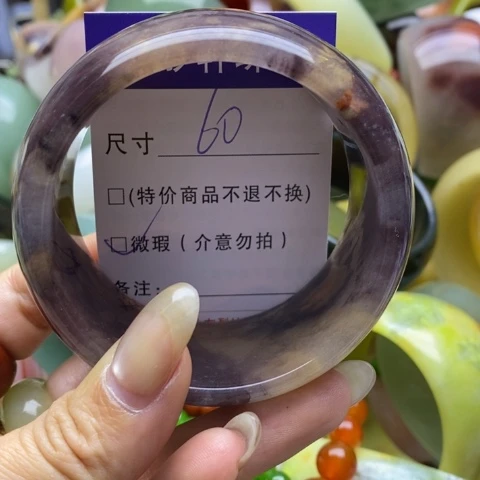 尺寸 60
□(特价商品不退不换)
☑微瑕(介意勿拍)
备注: